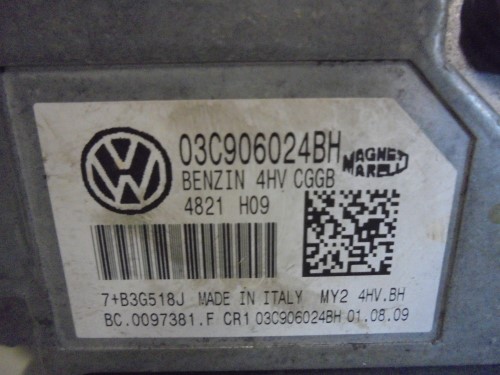 03C906024BH
MAGNETI
MARELLI
BENZIN 4HV CGGB
4821 H09
7+B3G518J MADE IN ITALY MY2 4HV.BH
BC.0097381.F CR1 03C906024BH 01.08.09